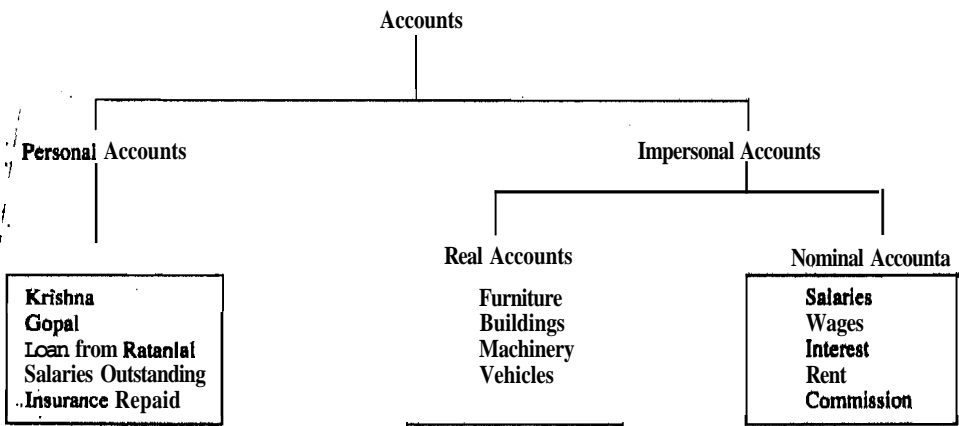 Accounts
Personal Accounts
Impersonal Accounts
Real Accounts
Nominal Accounta
Krishna
Gopal
Loan from Ratanlal
Salaries Outstanding
Insurance Repaid
Furniture
Buildings
Machinery
Vehicles
Salaries
Wages
Interest
Rent
Commission